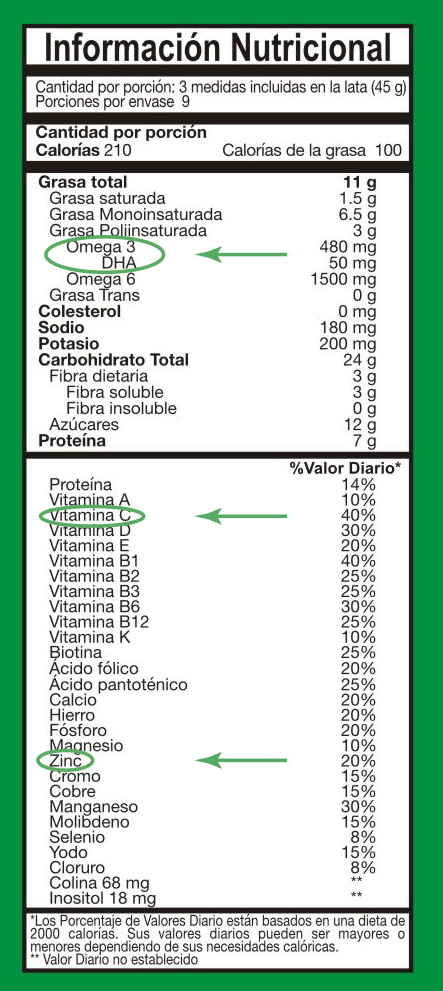 Información Nutricional
Cantidad por porción: 3 medidas incluidas en la lata (45 g)
Porciones por envase 9
Cantidad por porción
Calorías 210 Calorías de la grasa 100
Grasa total 11 g
Grasa saturada 1.5 g
Grasa Monoinsaturada 6.5 g
Grasa Poliinsaturada 3 g
Omega 3 480 mg
DHA 50 mg
Omega 6 1500 mg
Grasa Trans 0 g
Colesterol 0 mg
Sodio 180 mg
Potasio 200 mg
Carbohidrato Total 24 g
Fibra dietaria 3 g
Fibra soluble 3 g
Fibra insoluble 0 g
Azúcares 12 g
Proteína 7 g
%Valor Diario*
Proteína 14%
Vitamina A 10%
Vitamina C 40%
Vitamina D 30%
Vitamina E 20%
Vitamina B1 40%
Vitamina B2 25%
Vitamina B3 25%
Vitamina B6 30%
Vitamina B12 25%
Vitamina K 10%
Biotina 25%
Ácido fólico 20%
Ácido pantoténico 25%
Calcio 20%
Hierro 20%
Fósforo 20%
Magnesio 10%
Zinc 20%
Cromo 15%
Cobre 15%
Manganeso 30%
Molibdeno 15%
Selenio 8%
Yodo 15%
Cloruro 8%
Colina 68 mg **
Inositol 18 mg **
*Los Porcentaje de Valores Diario están basados en una dieta de
2000 calorías. Sus valores diarios pueden ser mayores o
menores dependiendo de sus necesidades calóricas.
** Valor Diario no establecido